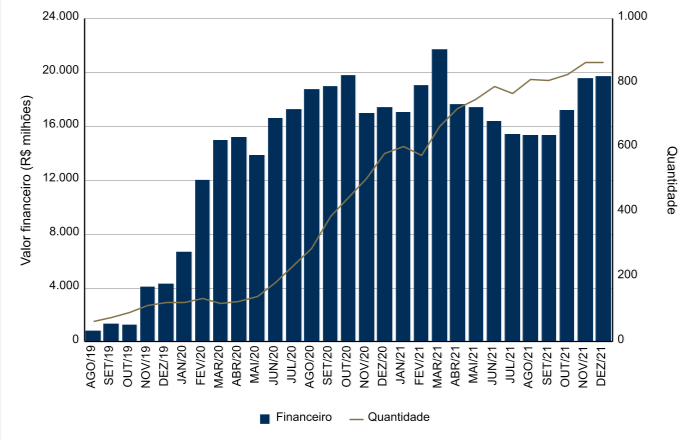 24.000
20.000
16.000
12.000
8.000
4.000
0
Valor financeiro (R$ milhões)
1.000
800
600
400
200
0
Quantidade
AGO/19
SET/19
OUT/19
NOV/19
DEZ/19
JAN/20
FEV/20
MAR/20
ABR/20
MAI/20
JUN/20
JUL/20
AGO/20
SET/20
OUT/20
NOV/20
DEZ/20
JAN/21
FEV/21
MAR/21
ABR/21
MAI/21
JUN/21
JUL/21
AGO/21
SET/21
OUT/21
NOV/21
DEZ/21
Financeiro
Quantidade